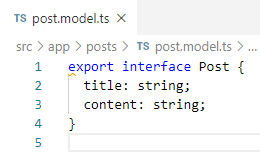 TS post.model.ts ×
src > app > posts > TS post.model.ts > ...
1 export interface Post {
2   title: string;
3   content: string;
4 }
5